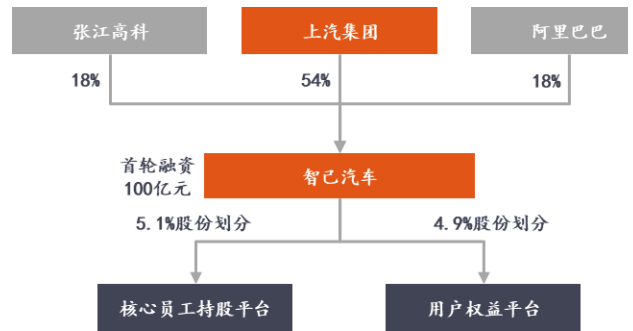 张江高科
上汽集团
阿里巴巴
18%
54%
18%
首轮融资
100亿元
智己汽车
5.1%股份划分
4.9%股份划分
核心员工持股平台
用户权益平台